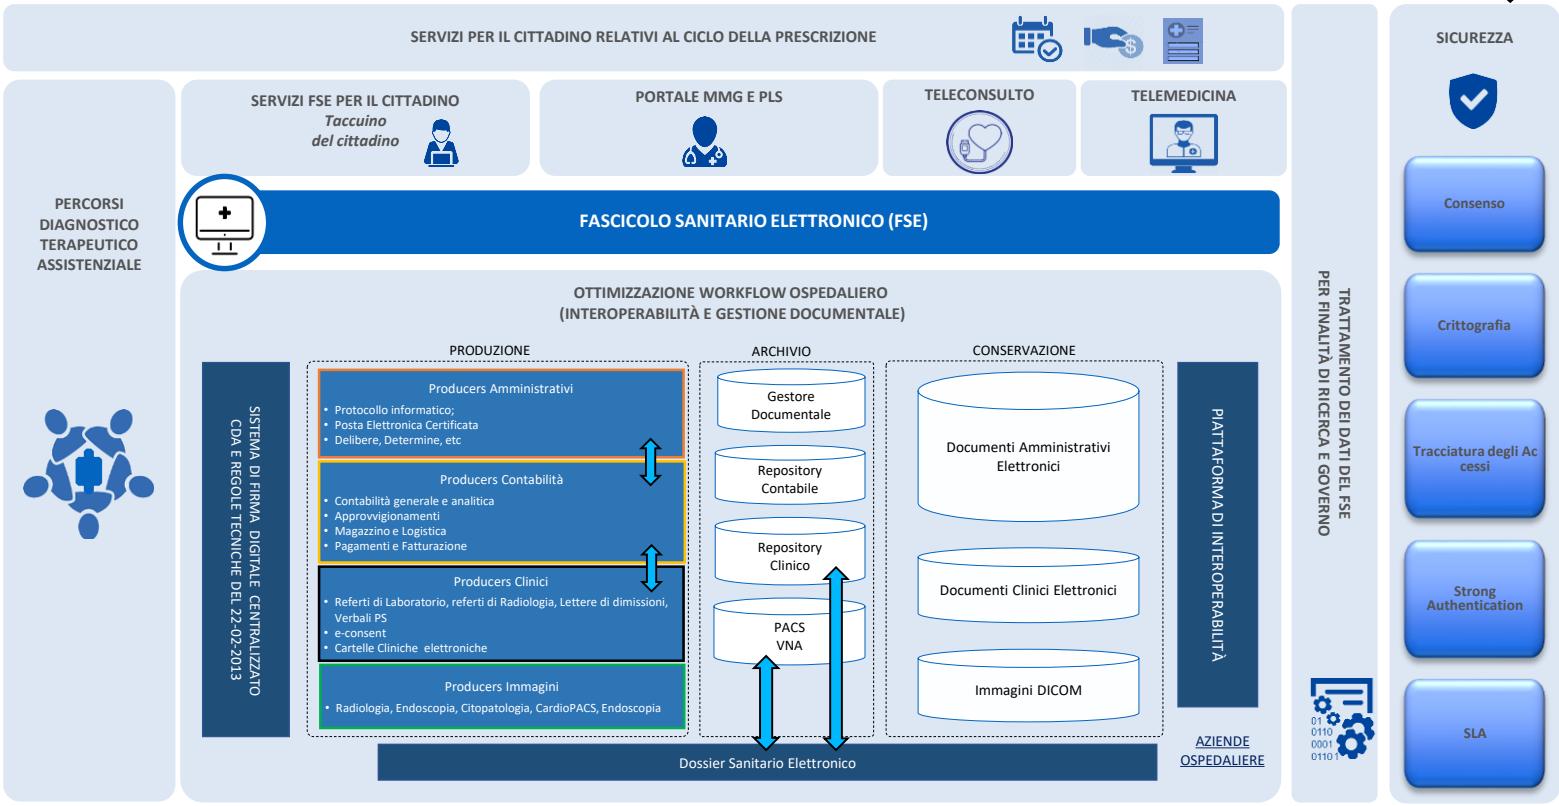 SERVIZI PER IL CITTADINO RELATIVI AL CICLO DELLA PRESCRIZIONE
SERVIZI FSE PER IL CITTADINO
Taccuino
del cittadino
PORTALE MMG E PLS
TELECONSULTO
TELEMEDICINA
PERCORSI
DIAGNOSTICO
TERAPEUTICO
ASSISTENZIALE
FASCICOLO SANITARIO ELETTRONICO (FSE)
OTTIMIZZAZIONE WORKFLOW OSPEDALIERO
(INTEROPERABILITÀ E GESTIONE DOCUMENTALE)
SISTEMA DI FIRMA DIGITALE CENTRALIZZATO
CDA E REGOLE TECNICHE DEL 22-02-2013
PRODUZIONE
Producers Amministrativi
• Protocollo informatico;
• Posta Elettronica Certificata
• Delibere, Determine, etc
Producers Contabilità
• Contabilità generale e analitica
• Approvvigionamenti
• Magazzino e Logistica
• Pagamenti e Fatturazione
Producers Clinici
• Referti di Laboratorio, referti di Radiologia, Lettere di dimissioni,
Verbali PS
• e-consent
• Cartelle Cliniche elettroniche
Producers Immagini
• Radiologia, Endoscopia, Citopatologia, CardioPACS, Endoscopia
ARCHIVIO
Gestore
Documentale
Repository
Contabile
Repository
Clinico
PACS
VNA
CONSERVAZIONE
Documenti Amministrativi
Elettronici
Documenti Clinici Elettronici
Immagini DICOM
PIATTAFORMA DI INTEROPERABILITÀ
Dossier Sanitario Elettronico
AZIENDE
OSPEDALIERE
TRATTAMENTO DEI DATI DEL FSE
PER FINALITÀ DI RICERCA E GOVERNO
01
0110
0001
01101
SICUREZZA
Consenso
Crittografia
Tracciatura degli Ac
cessi
Strong
Authentication
SLA